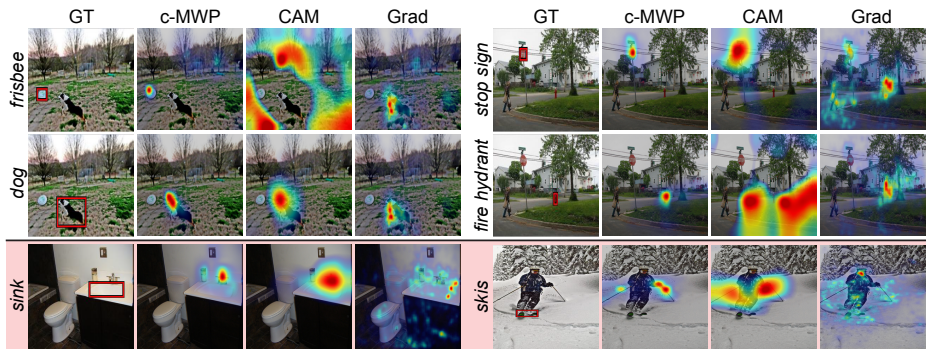 GT c-MWP CAM Grad GT c-MWP CAM Grad
frisbee
stop sign
dog
fire hydrant
sink
skis